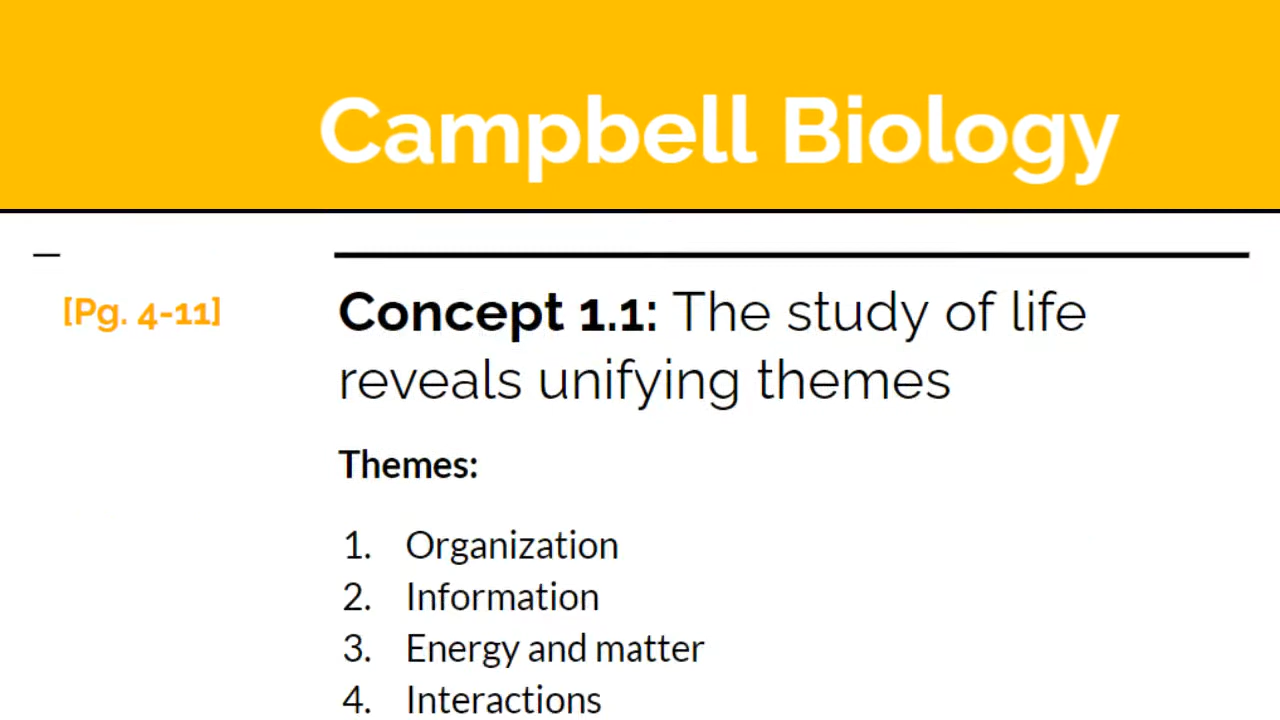 Campbell Biology
[Pg. 4-11]
Concept 1.1: The study of life
reveals unifying themes
Themes:
1. Organization
2. Information
3. Energy and matter
4. Interactions